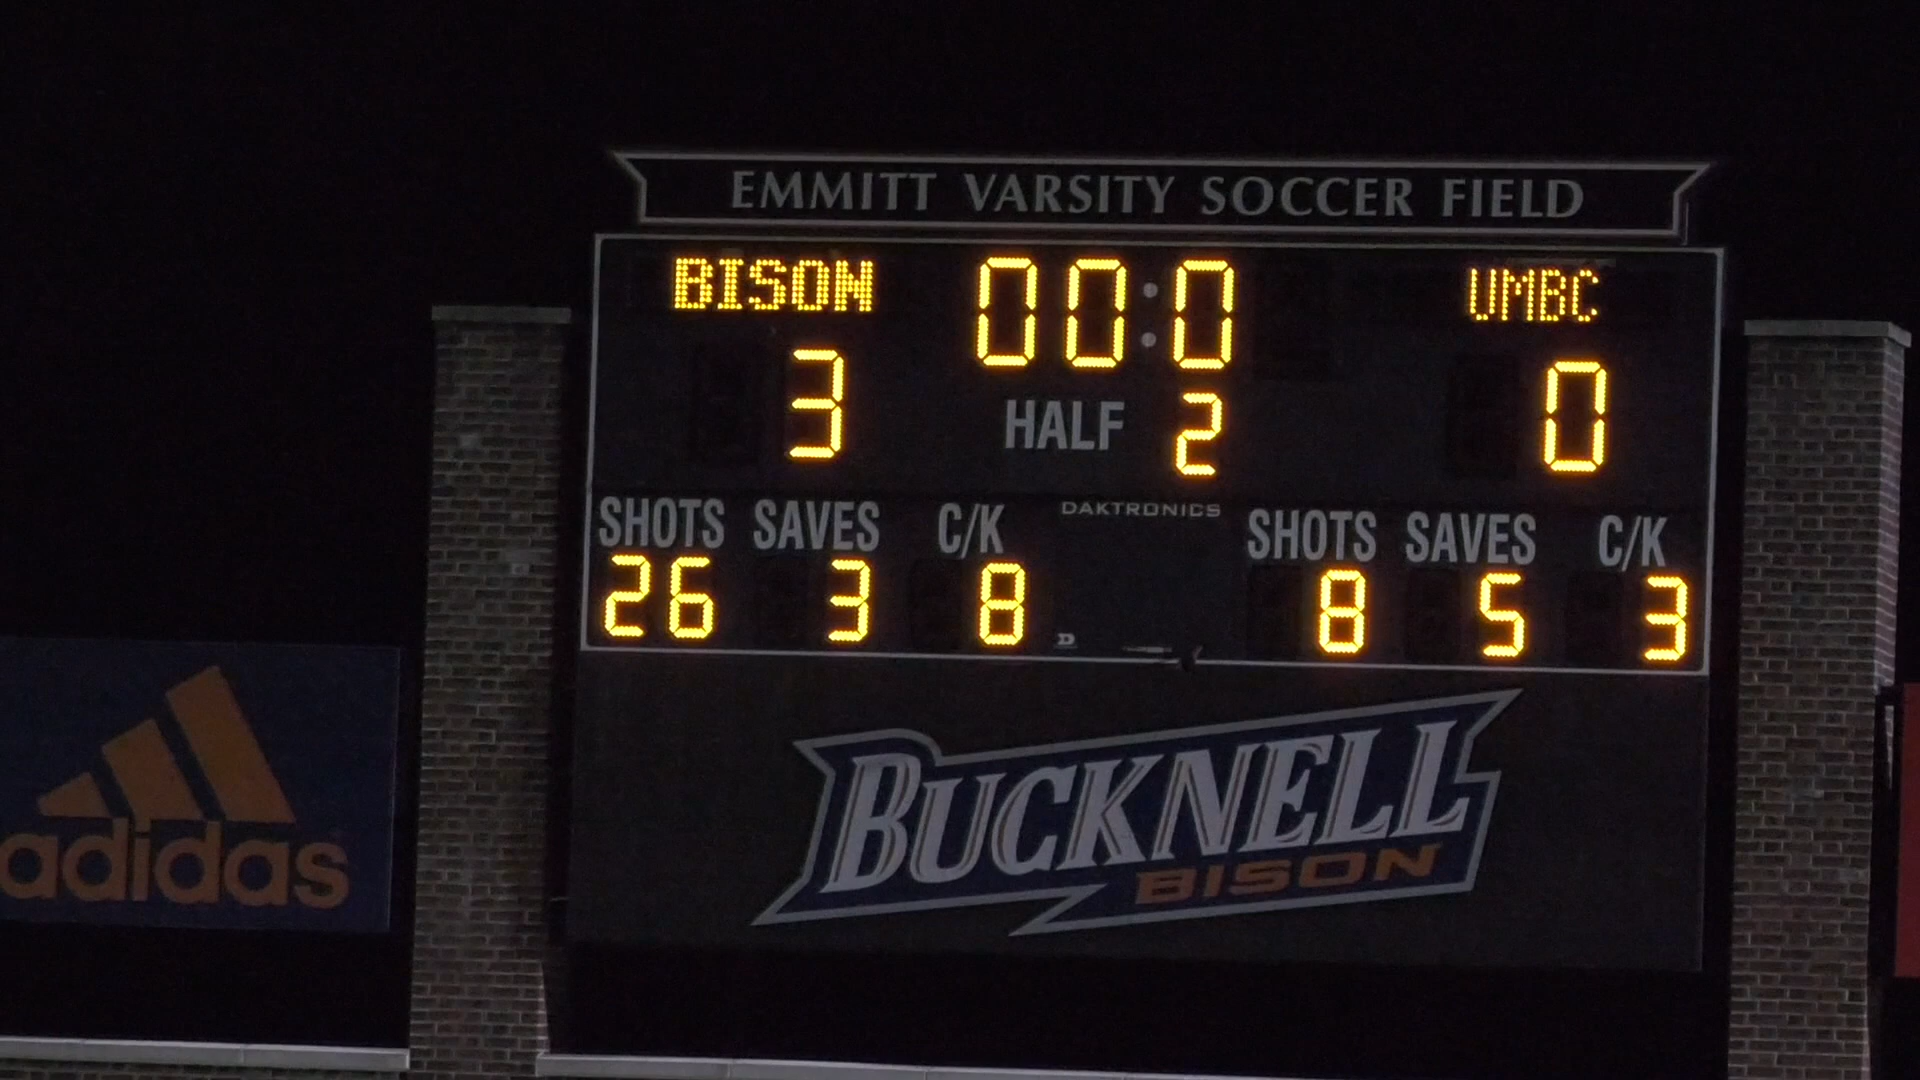 EMMITT VARSITY SOCCER FIELD
BISON 00:0 UMBC
3 HALF 2 0
SHOTS SAVES C/K DAKTRONICS SHOTS SAVES C/K
26 3 8 8 5 3
BUCKNELL
BISON
adidas